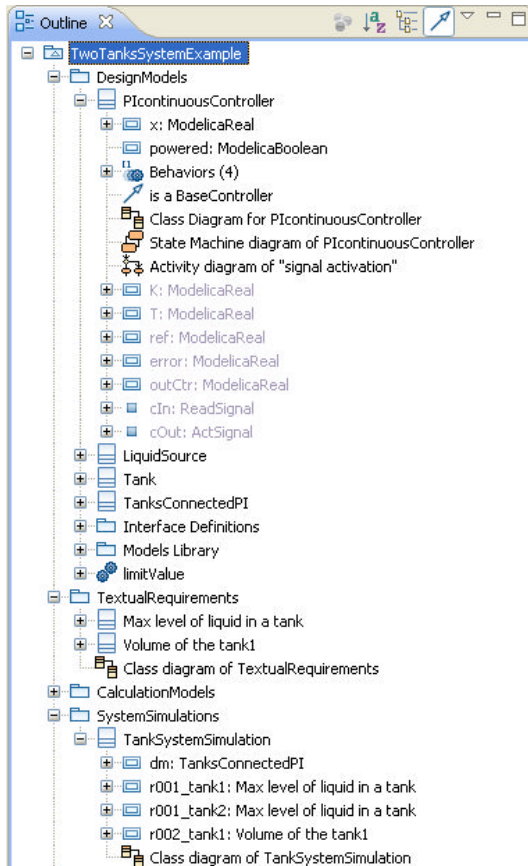 Outline
TwoTanksSystemExample
DesignModels
PIcontinuousController
x: ModelicaReal
powered: ModelicaBoolean
Behaviors (4)
is a BaseController
Class Diagram for PIcontinuousController
State Machine diagram of PIcontinuousController
Activity diagram of "signal activation"
K: ModelicaReal
T: ModelicaReal
ref: ModelicaReal
error: ModelicaReal
outCtr: ModelicaReal
cIn: ReadSignal
cOut: ActSignal
LiquidSource
Tank
TanksConnectedPI
Interface Definitions
Models Library
limitValue
TextualRequirements
Max level of liquid in a tank
Volume of the tank1
Class diagram of TextualRequirements
CalculationModels
SystemSimulations
TankSystemSimulation
dm: TanksConnectedPI
r001_tank1: Max level of liquid in a tank
r001_tank2: Max level of liquid in a tank
r002_tank1: Volume of the tank1
Class diagram of TankSystemSimulation